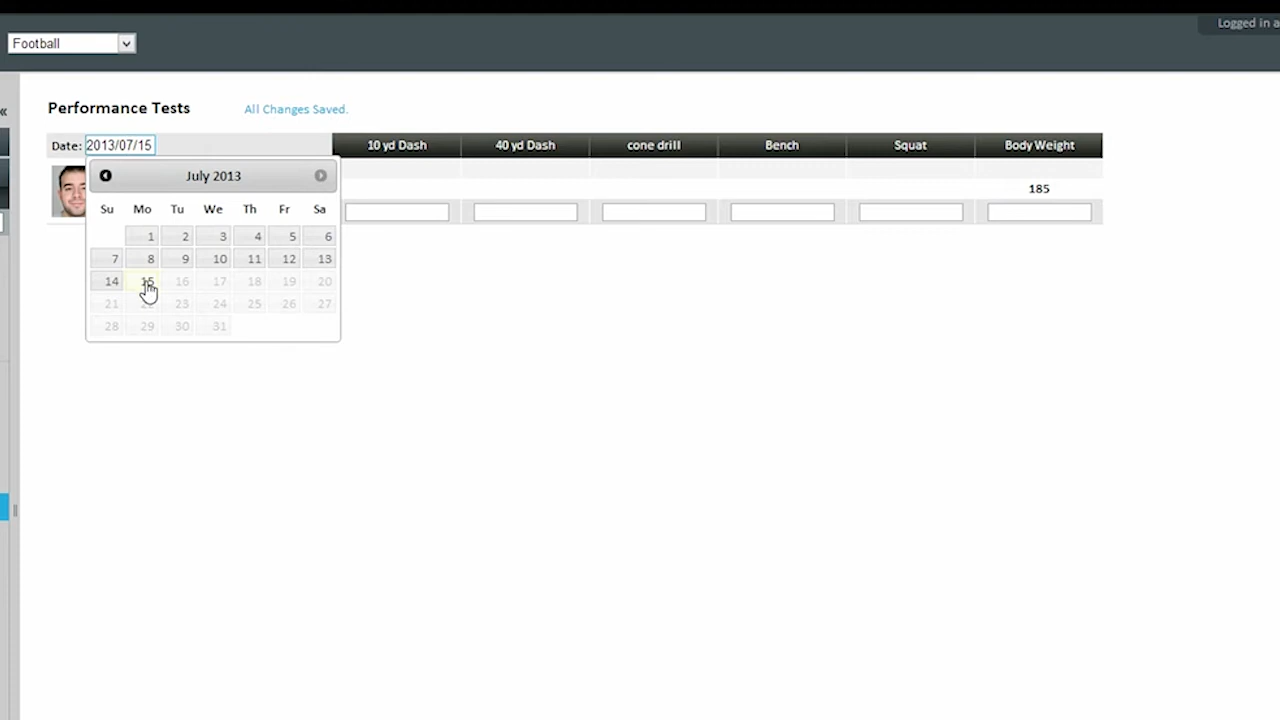 Logged in a
Football
«
Performance Tests
All Changes Saved.
Date: 2013/07/15
10 yd Dash 40 yd Dash cone drill Bench Squat Body Weight
July 2013
185
Su Mo Tu We Th Fr Sa
1 2 3 4 5 6
7 8 9 10 11 12 13
14 15 16 17 18 19 20
21 22 23 24 25 26 27
28 29 30 31